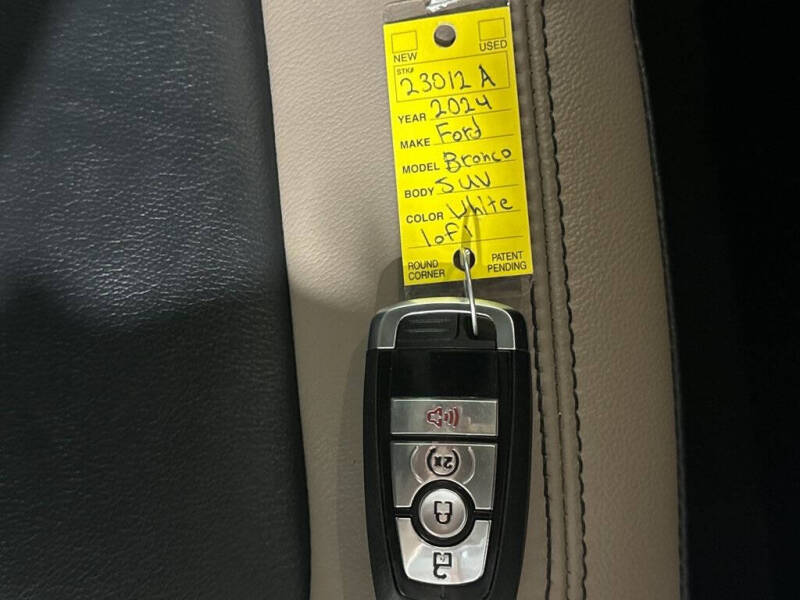 NEW USED
STK#
23012 A
YEAR 2024
MAKE Ford
MODEL Bronco
BODY SUV
COLOR White
1 of 1
ROUND CORNER PATENT PENDING
2x